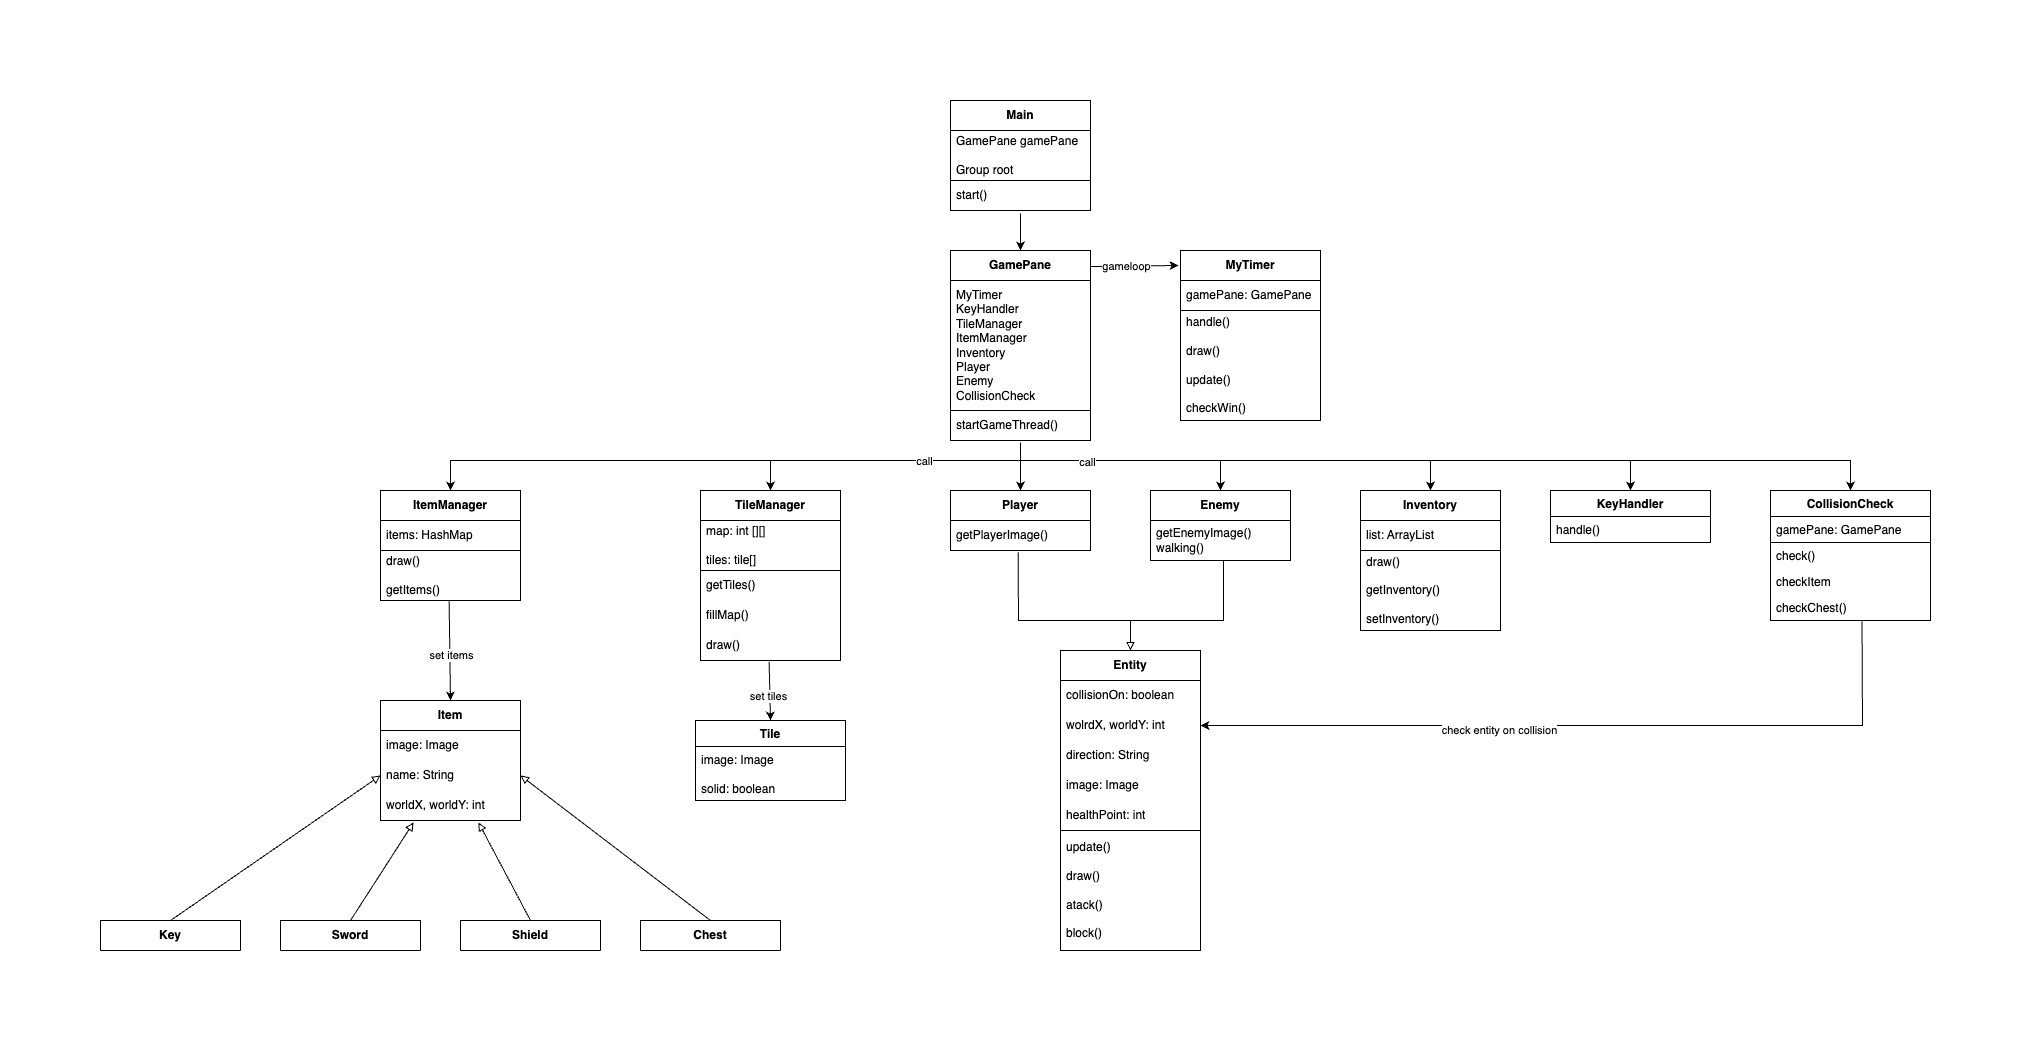 Main
GamePane gamePane
Group root
start()
GamePane
MyTimer
KeyHandler
TileManager
ItemManager
Inventory
Player
Enemy
CollisionCheck
startGameThread()
gameloop
MyTimer
gamePane: GamePane
handle()
draw()
update()
checkWin()
call
call
ItemManager
items: HashMap
draw()
getItems()
TileManager
map: int [][]
tiles: tile[]
getTiles()
fillMap()
draw()
Player
getPlayerImage()
Enemy
getEnemyImage()
walking()
Inventory
list: ArrayList
draw()
getInventory()
setInventory()
KeyHandler
handle()
CollisionCheck
gamePane: GamePane
check()
checkItem
checkChest()
set items
set tiles
Item
image: Image
name: String
worldX, worldY: int
Tile
image: Image
solid: boolean
Entity
collisionOn: boolean
wolrdX, worldY: int
direction: String
image: Image
healthPoint: int
update()
draw()
atack()
block()
check entity on collision
Key
Sword
Shield
Chest